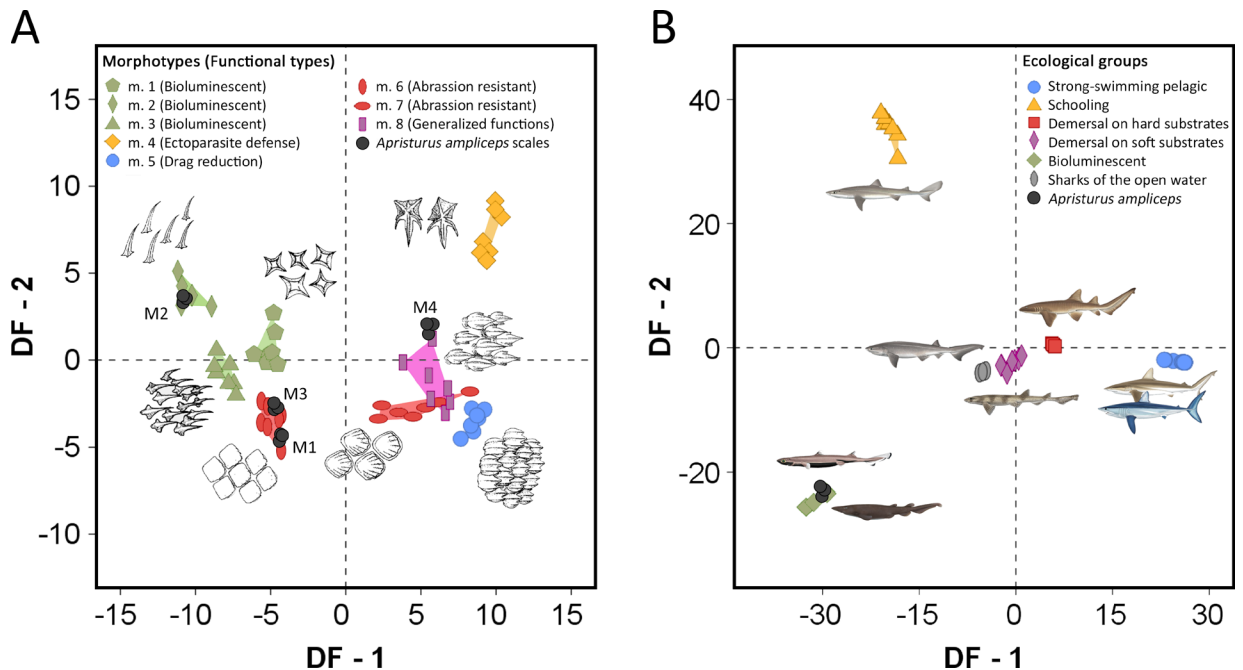 A
Morphotypes (Functional types)
m. 1 (Bioluminescent)
m. 2 (Bioluminescent)
m. 3 (Bioluminescent)
m. 4 (Ectoparasite defense)
m. 5 (Drag reduction)
m. 6 (Abrassion resistant)
m. 7 (Abrassion resistant)
m. 8 (Generalized functions)
Apristurus ampliceps scales
M2
M4
M3
M1
15
10
5
0
-5
-10
DF - 2
-15
-10
-5
0
5
10
15
DF - 1
B
Ecological groups
Strong-swimming pelagic
Schooling
Demersal on hard substrates
Demersal on soft substrates
Bioluminescent
Sharks of the open water
Apristurus ampliceps
40
20
0
-20
DF - 2
-30
-15
0
15
30
DF - 1